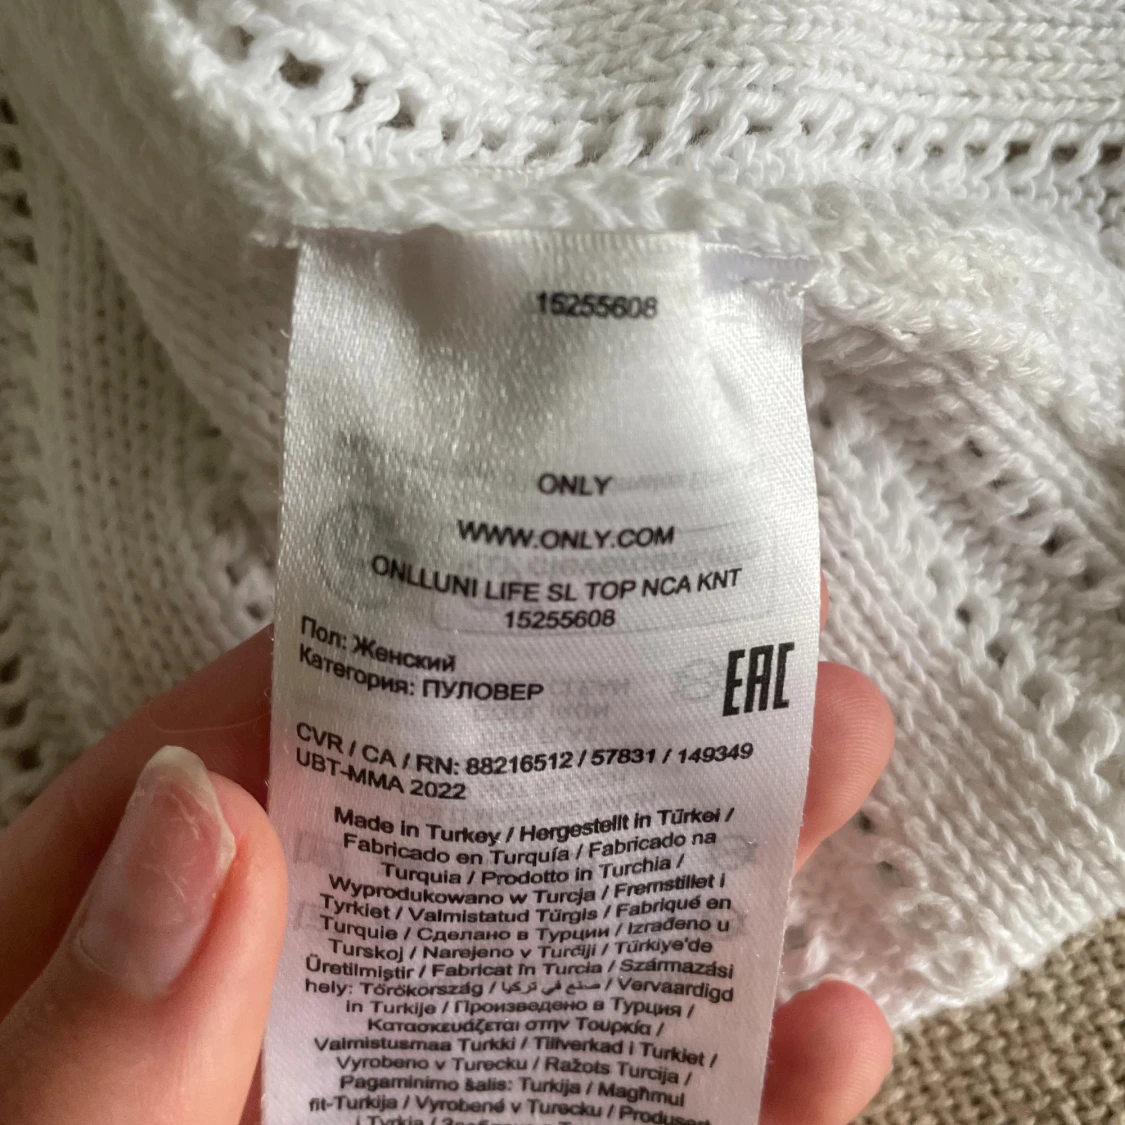 15255608
ONLY
WWW.ONLY.COM
ONLLUNI LIFE SL TOP NCA KNT
15255608
Пол: Женский
Категория: ПУЛОВЕР
EAC
CVR / CA / RN: 88216512 / 57831 / 149349
UBT-MMA 2022
Made in Turkey / Hergestellt in Türkei /
Fabricado en Turquía / Fabricado na
Turquia / Prodotto in Turchia /
Wyprodukowano w Turcja / Fremstillet i
Tyrkiet / Valmistatud Türgis / Fabriqué en
Turquie / Сделано в Турции / Izrađeno u
Turskoj / Narejeno v Turčiji / Türkiye'de
Üretilmiştir / Fabricat în Turcia / Származási
hely: Törökország / صنع في تركيا / Vervaardigd
in Turkije / Произведено в Турция /
Κατασκευάζεται στην Τουρκία /
Valmistusmaa Turkki / Tillverkad i Turkiet /
Vyrobeno v Turecku / Ražots Turcija /
Pagaminimo šalis: Turkija / Magħmul
fit-Turkija / Vyrobené v Turecku / Produsert
i Tyrkia /